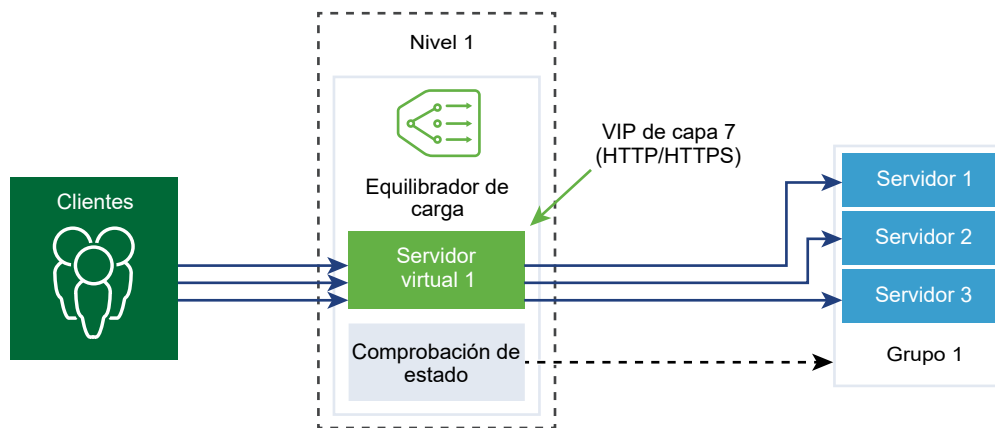 Nivel 1
Equilibrador de
carga
VIP de capa 7
(HTTP/HTTPS)
Clientes
Servidor
virtual 1
Comprobación de
estado
Servidor 1
Servidor 2
Servidor 3
Grupo 1